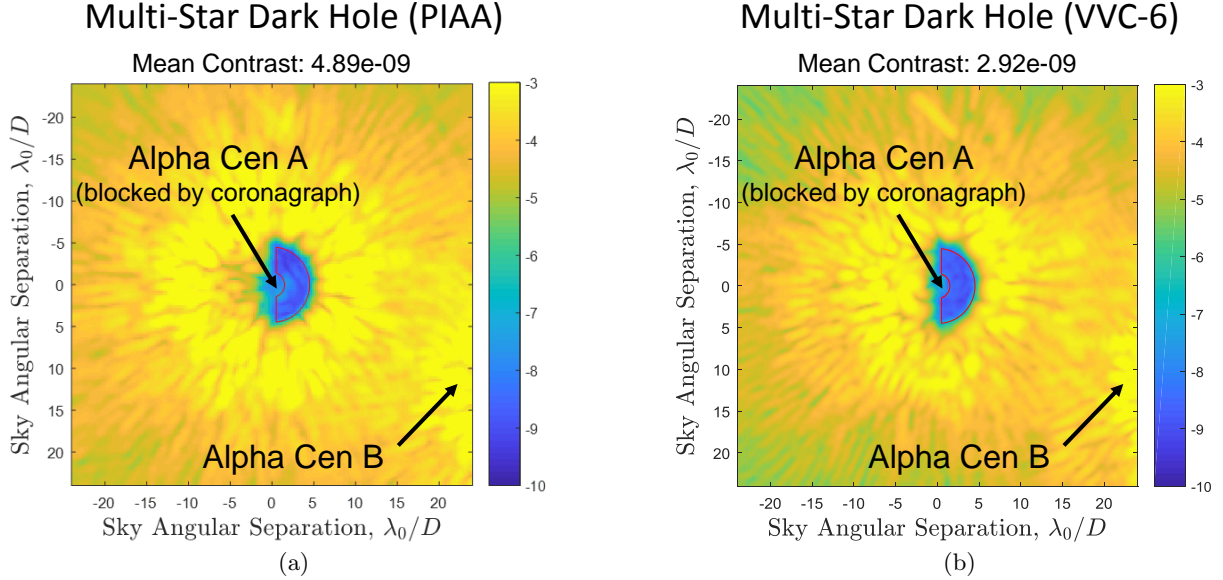 Multi-Star Dark Hole (PIAA)
Mean Contrast: 4.89e-09
Sky Angular Separation, λ₀/D
-20
-15
-10
-5
0
5
10
15
20
Alpha Cen A
(blocked by coronagraph)
Alpha Cen B
-20 -15 -10 -5 0 5 10 15 20
Sky Angular Separation, λ₀/D
-3
-4
-5
-6
-7
-8
-9
-10
(a)
Multi-Star Dark Hole (VVC-6)
Mean Contrast: 2.92e-09
Sky Angular Separation, λ₀/D
-20
-15
-10
-5
0
5
10
15
20
Alpha Cen A
(blocked by coronagraph)
Alpha Cen B
-20 -15 -10 -5 0 5 10 15 20
Sky Angular Separation, λ₀/D
-3
-4
-5
-6
-7
-8
-9
-10
(b)